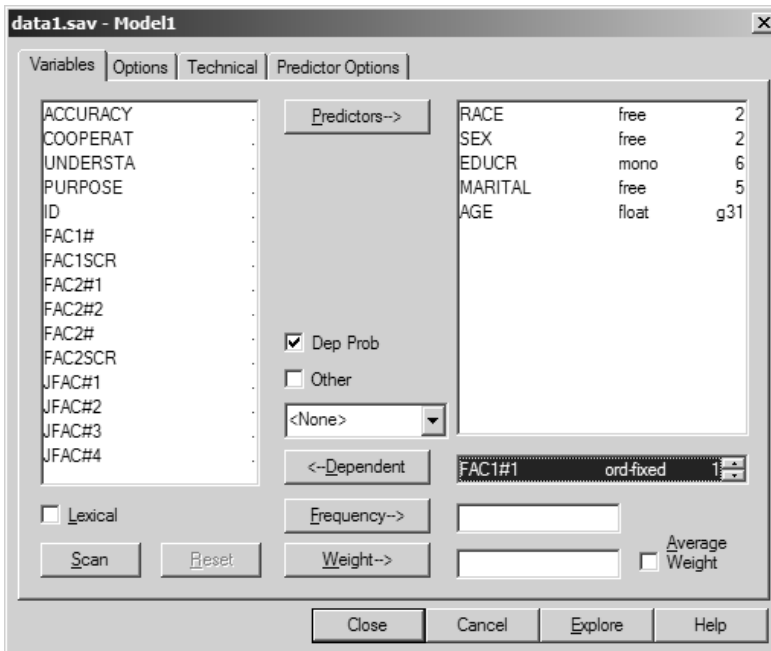 data1.sav - Model1
Variables Options Technical Predictor Options
ACCURACY .
COOPERAT .
UNDERSTA .
PURPOSE .
ID .
FAC1# .
FAC1SCR .
FAC2#1 .
FAC2#2 .
FAC2# .
FAC2SCR .
JFAC#1 .
JFAC#2 .
JFAC#3 .
JFAC#4 .
Lexical
Scan Reset
Predictors-->
Dep Prob
Other
<None>
<--Dependent
Frequency-->
Weight-->
RACE free 2
SEX free 2
EDUCR mono 6
MARITAL free 5
AGE float g31
FAC1#1 ord-fixed 1
Average
Weight
Close Cancel Explore Help